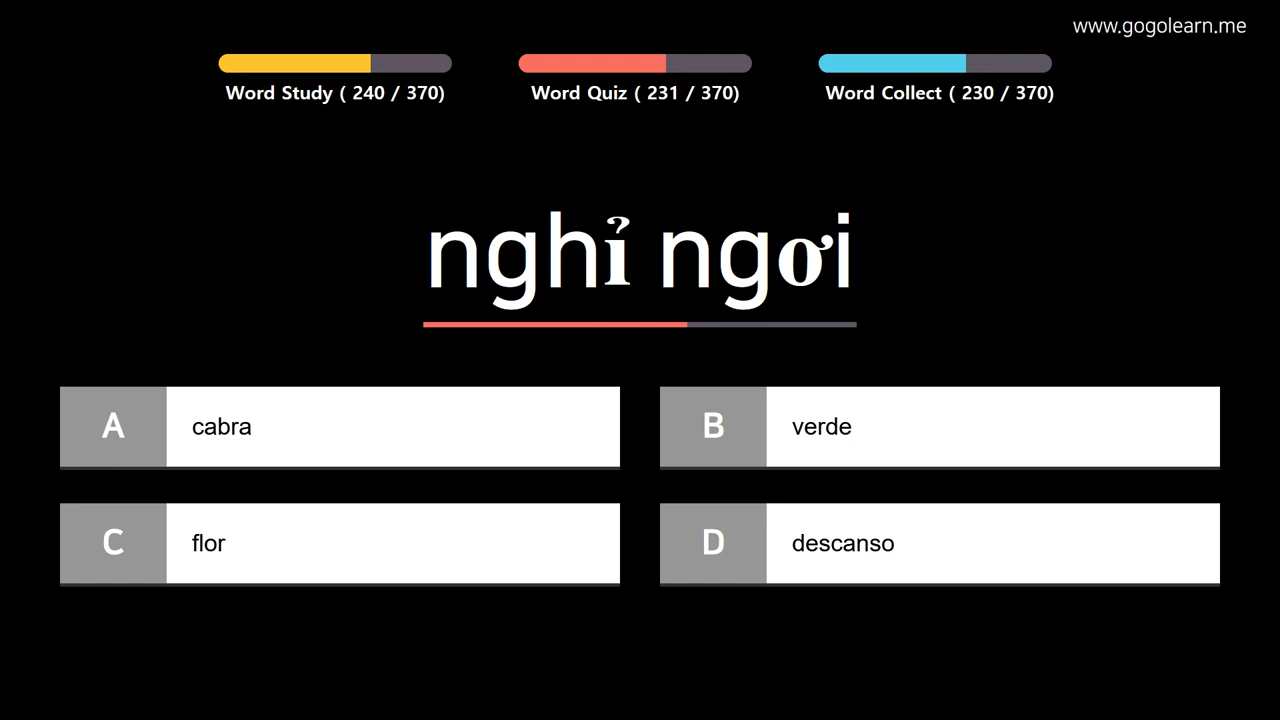 www.gogolearn.me
Word Study ( 240 / 370)
Word Quiz ( 231 / 370)
Word Collect ( 230 / 370)
nghỉ ngơi
A cabra
B verde
C flor
D descanso